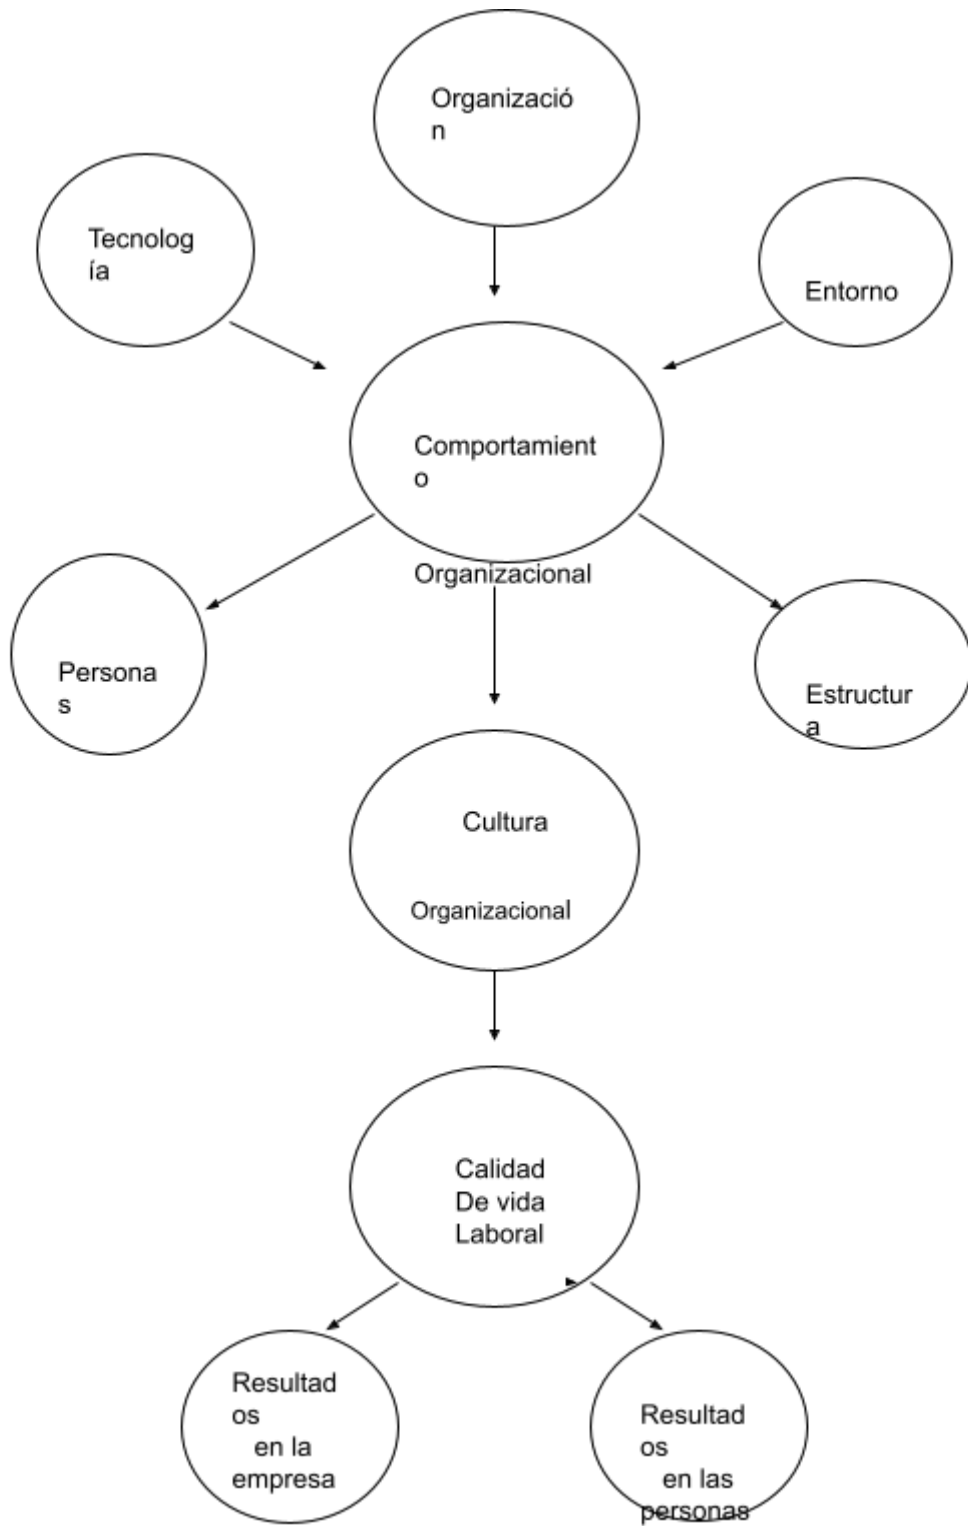 Organizació
n
Tecnolog
ía
Entorno
Comportamient
o
Organizacional
Persona
s
Estructur
a
Cultura
Organizacional
Calidad
De vida
Laboral
Resultad
os
en la
empresa
Resultad
os
en las
personas